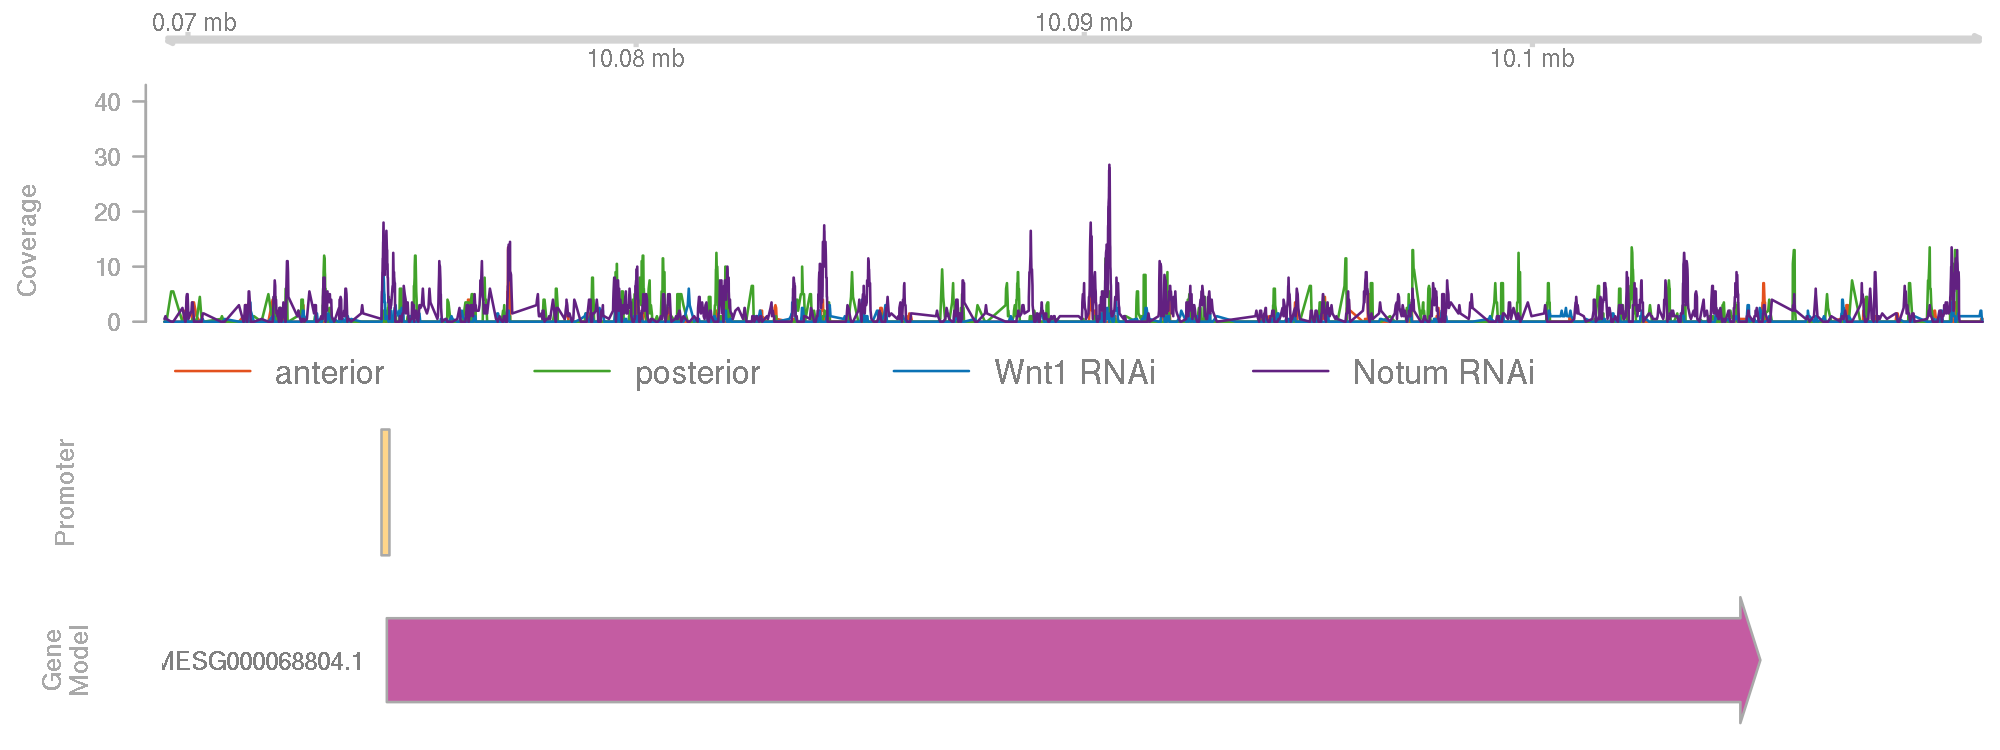 0.07 mb
10.09 mb
10.08 mb
10.1 mb
40
30
20
10
0
Coverage
anterior
posterior
Wnt1 RNAi
Notum RNAi
Promoter
Gene
Model
MESG000068804.1